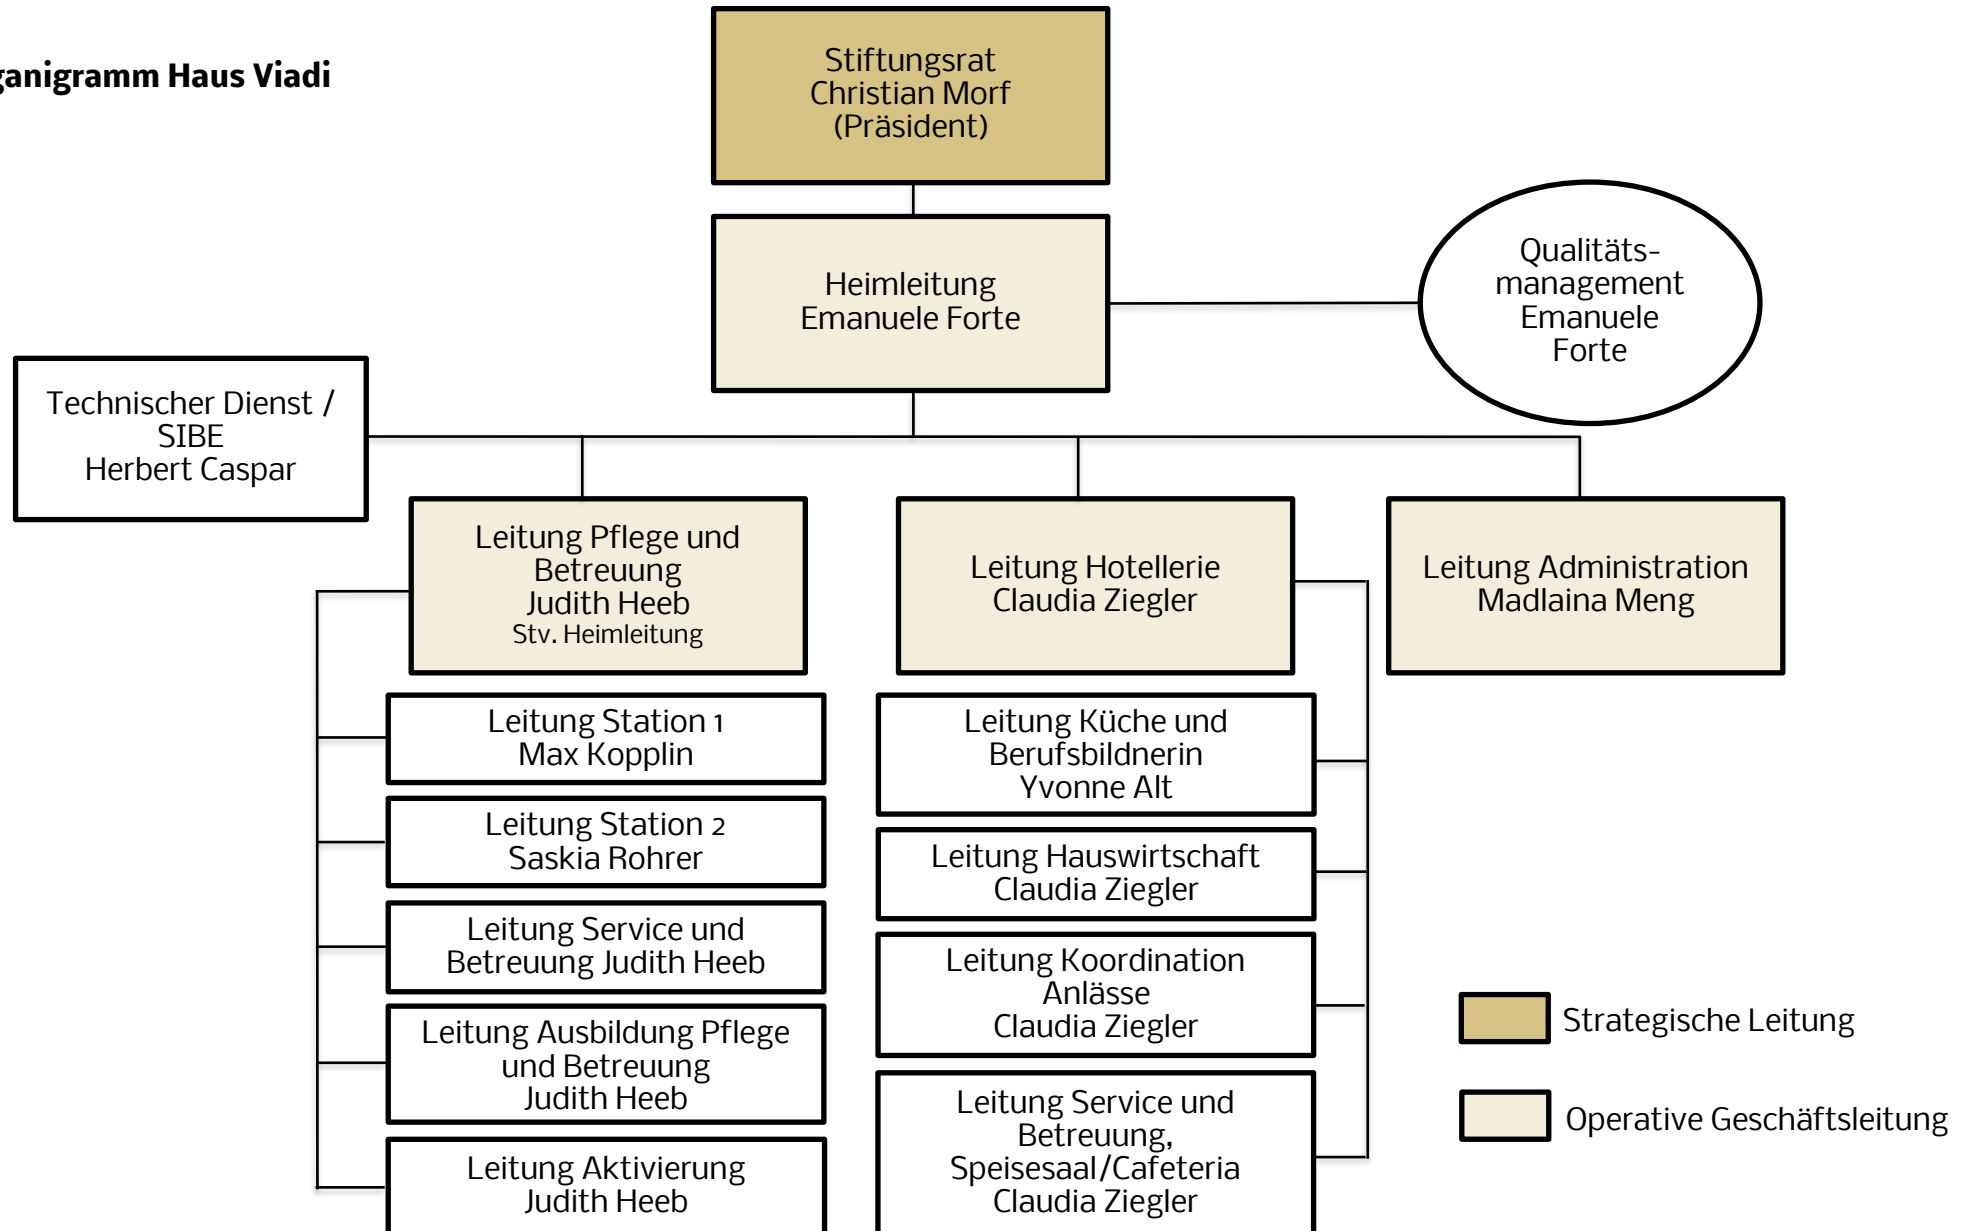 ganigramm Haus Viadi
Stiftungsrat
Christian Morf
(Präsident)
Heimleitung
Emanuele Forte
Qualitäts-
management
Emanuele
Forte
Technischer Dienst /
SIBE
Herbert Caspar
Leitung Pflege und
Betreuung
Judith Heeb
Stv. Heimleitung
Leitung Hotellerie
Claudia Ziegler
Leitung Administration
Madlaina Meng
Leitung Station 1
Max Kopplin
Leitung Station 2
Saskia Rohrer
Leitung Service und
Betreuung Judith Heeb
Leitung Ausbildung Pflege
und Betreuung
Judith Heeb
Leitung Aktivierung
Judith Heeb
Leitung Küche und
Berufsbildnerin
Yvonne Alt
Leitung Hauswirtschaft
Claudia Ziegler
Leitung Koordination
Anlässe
Claudia Ziegler
Leitung Service und
Betreuung,
Speisesaal/Cafeteria
Claudia Ziegler
Strategische Leitung
Operative Geschäftsleitung